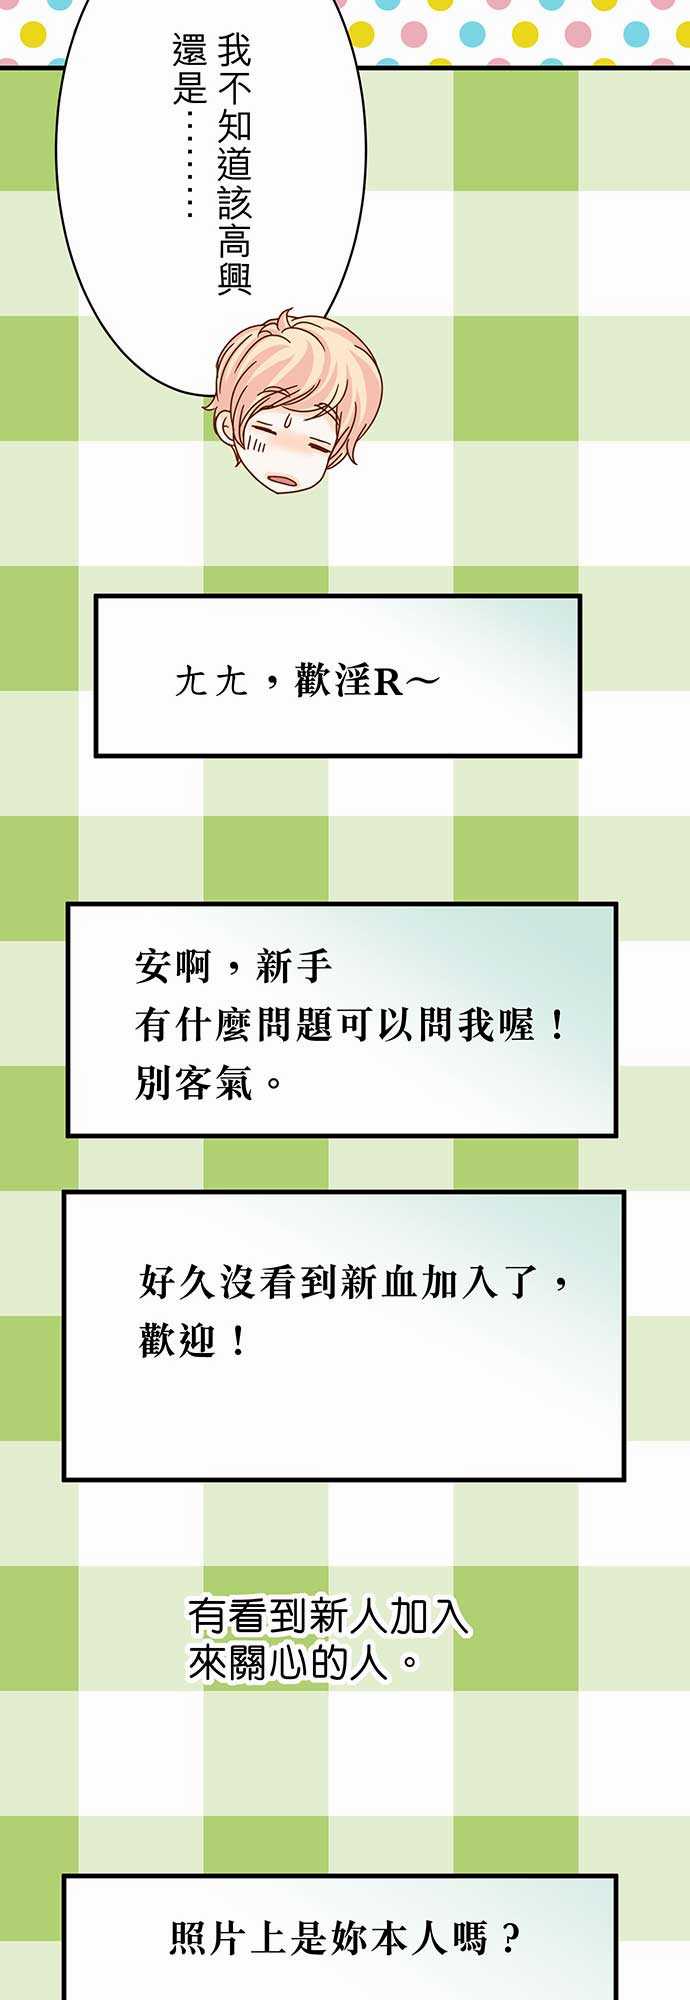 我不知道該高興
還是………
ㄤㄤ，歡淫R～
安啊，新手
有什麼問題可以問我喔！
別客氣。
好久沒看到新血加入了，
歡迎！
有看到新人加入
來關心的人。
照片上是妳本人嗎？